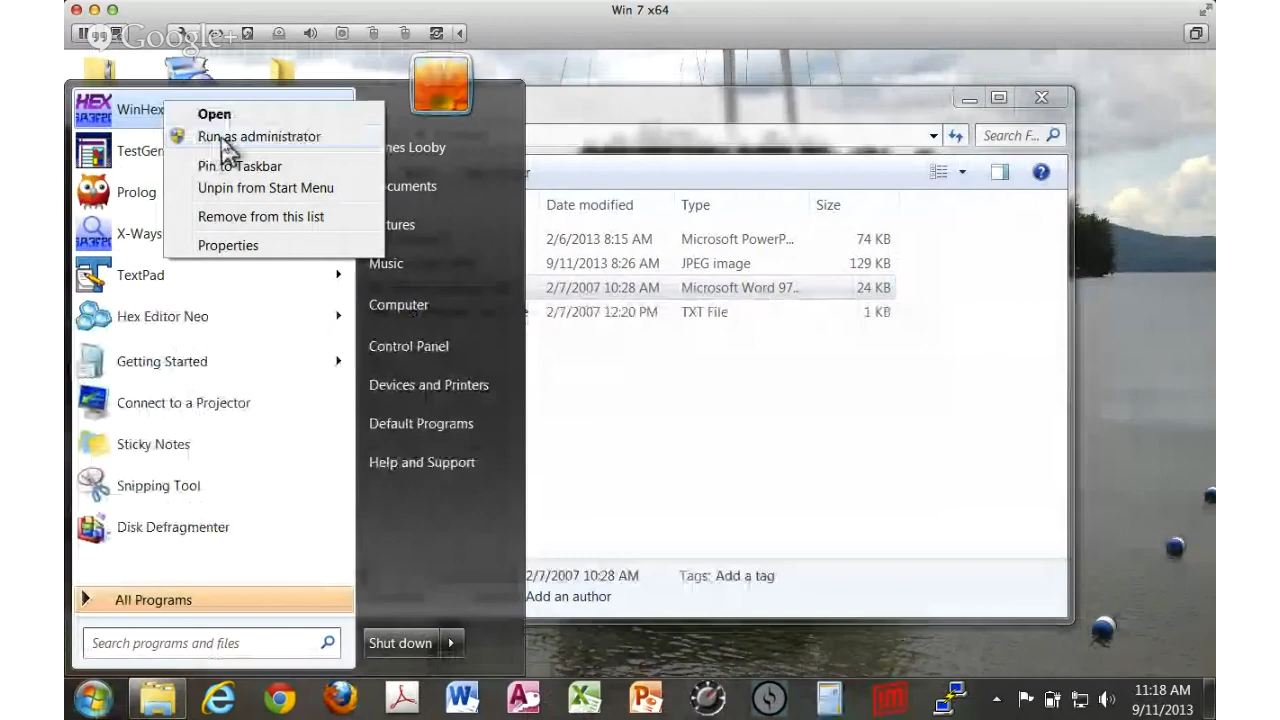 Win 7 x64
Google+
WinHex
Open
Run as administrator
Pin to Taskbar
Unpin from Start Menu
Remove from this list
Properties
TestGen
Prolog
X-Ways
TextPad
Hex Editor Neo
Getting Started
Connect to a Projector
Sticky Notes
Snipping Tool
Disk Defragmenter
All Programs
Search programs and files
nes Looby
ocuments
tures
Music
Computer
Control Panel
Devices and Printers
Default Programs
Help and Support
Shut down
Search F...
Date modified Type Size
2/6/2013 8:15 AM Microsoft PowerP... 74 KB
9/11/2013 8:26 AM JPEG image 129 KB
2/7/2007 10:28 AM Microsoft Word 97... 24 KB
2/7/2007 12:20 PM TXT File 1 KB
2/7/2007 10:28 AM Tags: Add a tag
Add an author
11:18 AM
9/11/2013